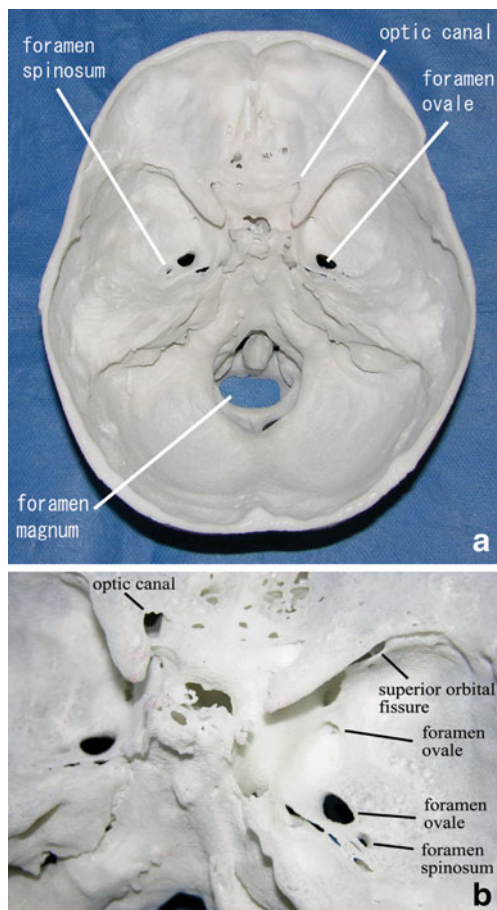 foramen
spinosum
optic canal
foramen
ovale
foramen
magnum
a
optic canal
superior orbital
fissure
foramen
ovale
foramen
ovale
foramen
spinosum
b